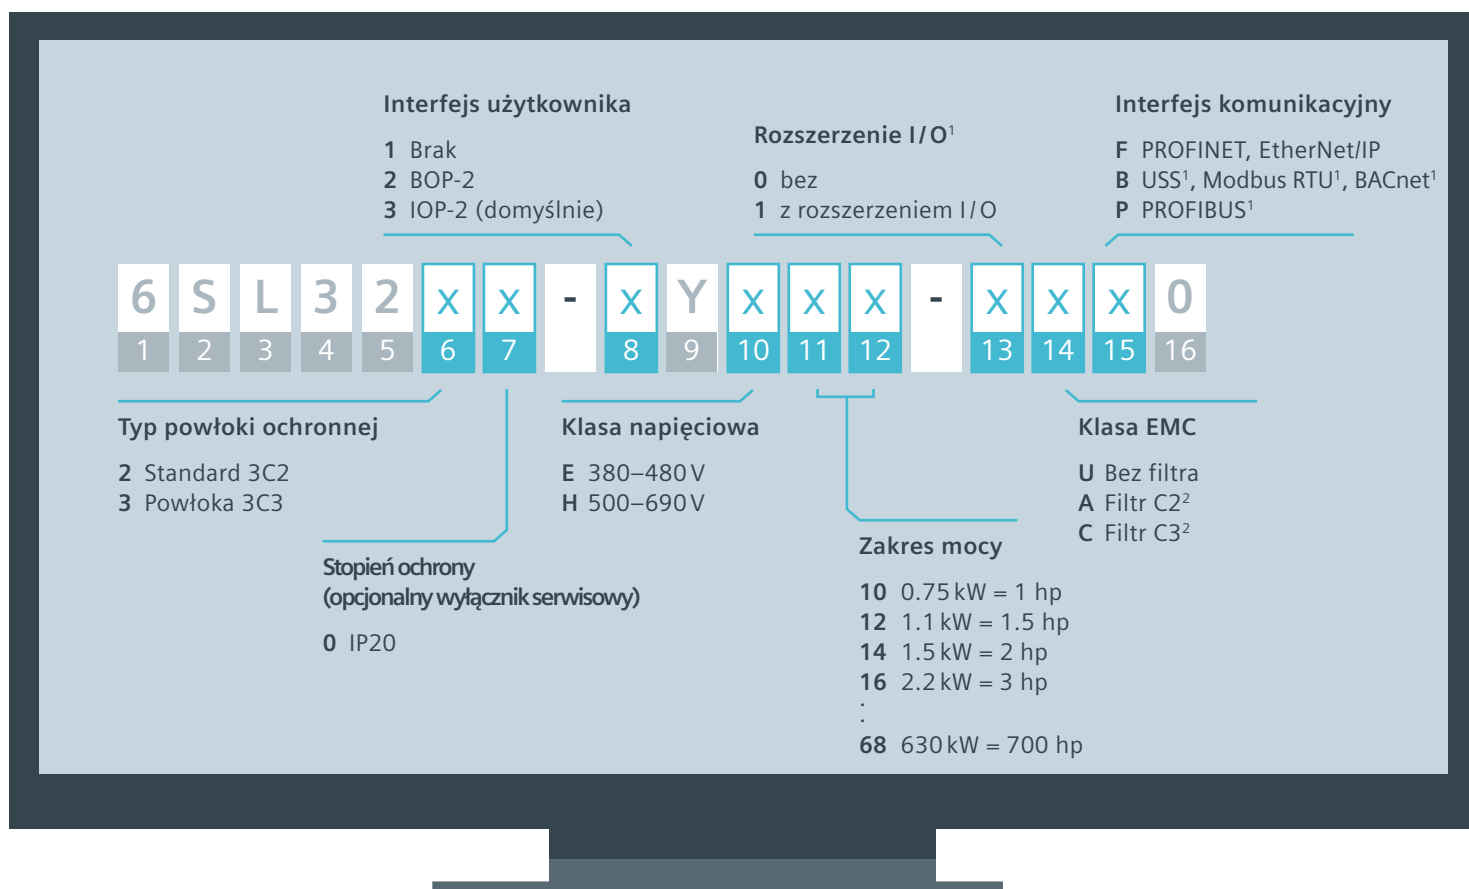 Interfejs użytkownika
1 Brak
2 BOP-2
3 IOP-2 (domyślnie)
Rozszerzenie I/O¹
0 bez
1 z rozszerzeniem I/O
Interfejs komunikacyjny
F PROFINET, EtherNet/IP
B USS¹, Modbus RTU¹, BACnet¹
P PROFIBUS¹
6 S L 3 2 x x - x Y x x x - x x x 0
1 2 3 4 5 6 7 8 9 10 11 12 13 14 15 16
Typ powłoki ochronnej
2 Standard 3C2
3 Powłoka 3C3
Stopień ochrony
(opcjonalny wyłącznik serwisowy)
0 IP20
Klasa napięciowa
E 380–480 V
H 500–690 V
Zakres mocy
10 0.75 kW = 1 hp
12 1.1 kW = 1.5 hp
14 1.5 kW = 2 hp
16 2.2 kW = 3 hp
.
.
68 630 kW = 700 hp
Klasa EMC
U Bez filtra
A Filtr C2²
C Filtr C3²